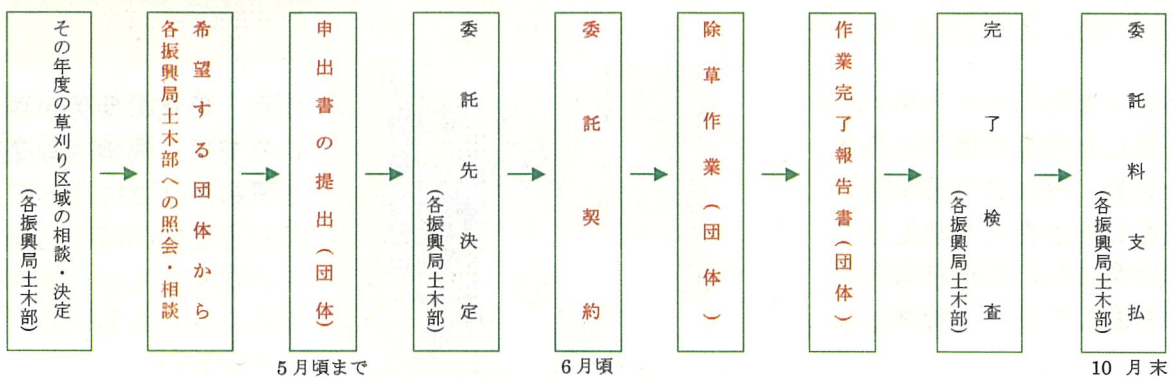 その年度の草刈り区域の相談・決定
(各振興局土木部)
希望する団体から
各振興局土木部への照会・相談
申出書の提出(団体)
5月頃まで
委託先決定
(各振興局土木部)
委託契約
6月頃
除草作業(団体)
作業完了報告書(団体)
完了検査
(各振興局土木部)
委託料支払
(各振興局土木部)
10月末